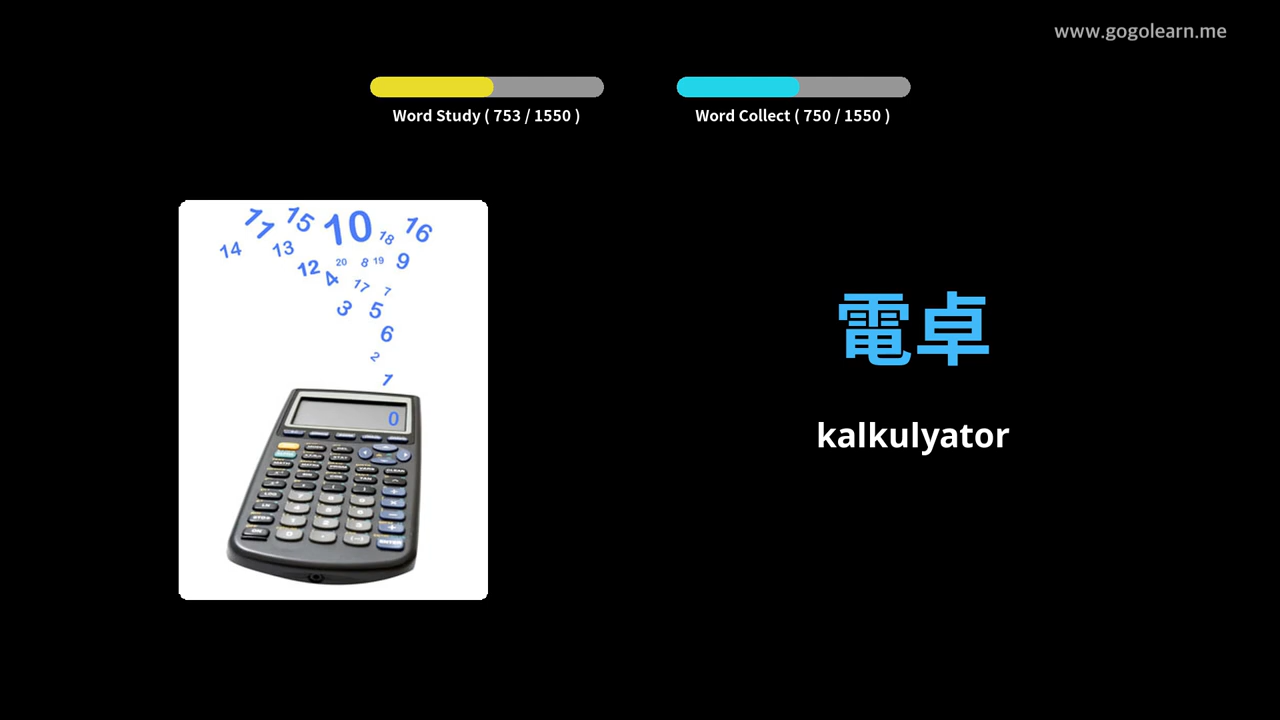 www.gogolearn.me
Word Study ( 753 / 1550 )
Word Collect ( 750 / 1550 )
11 15 10 18 16
14 13
12 20 8 19 9
4 17 7
3 5
6
2
1
0
電卓
kalkulyator